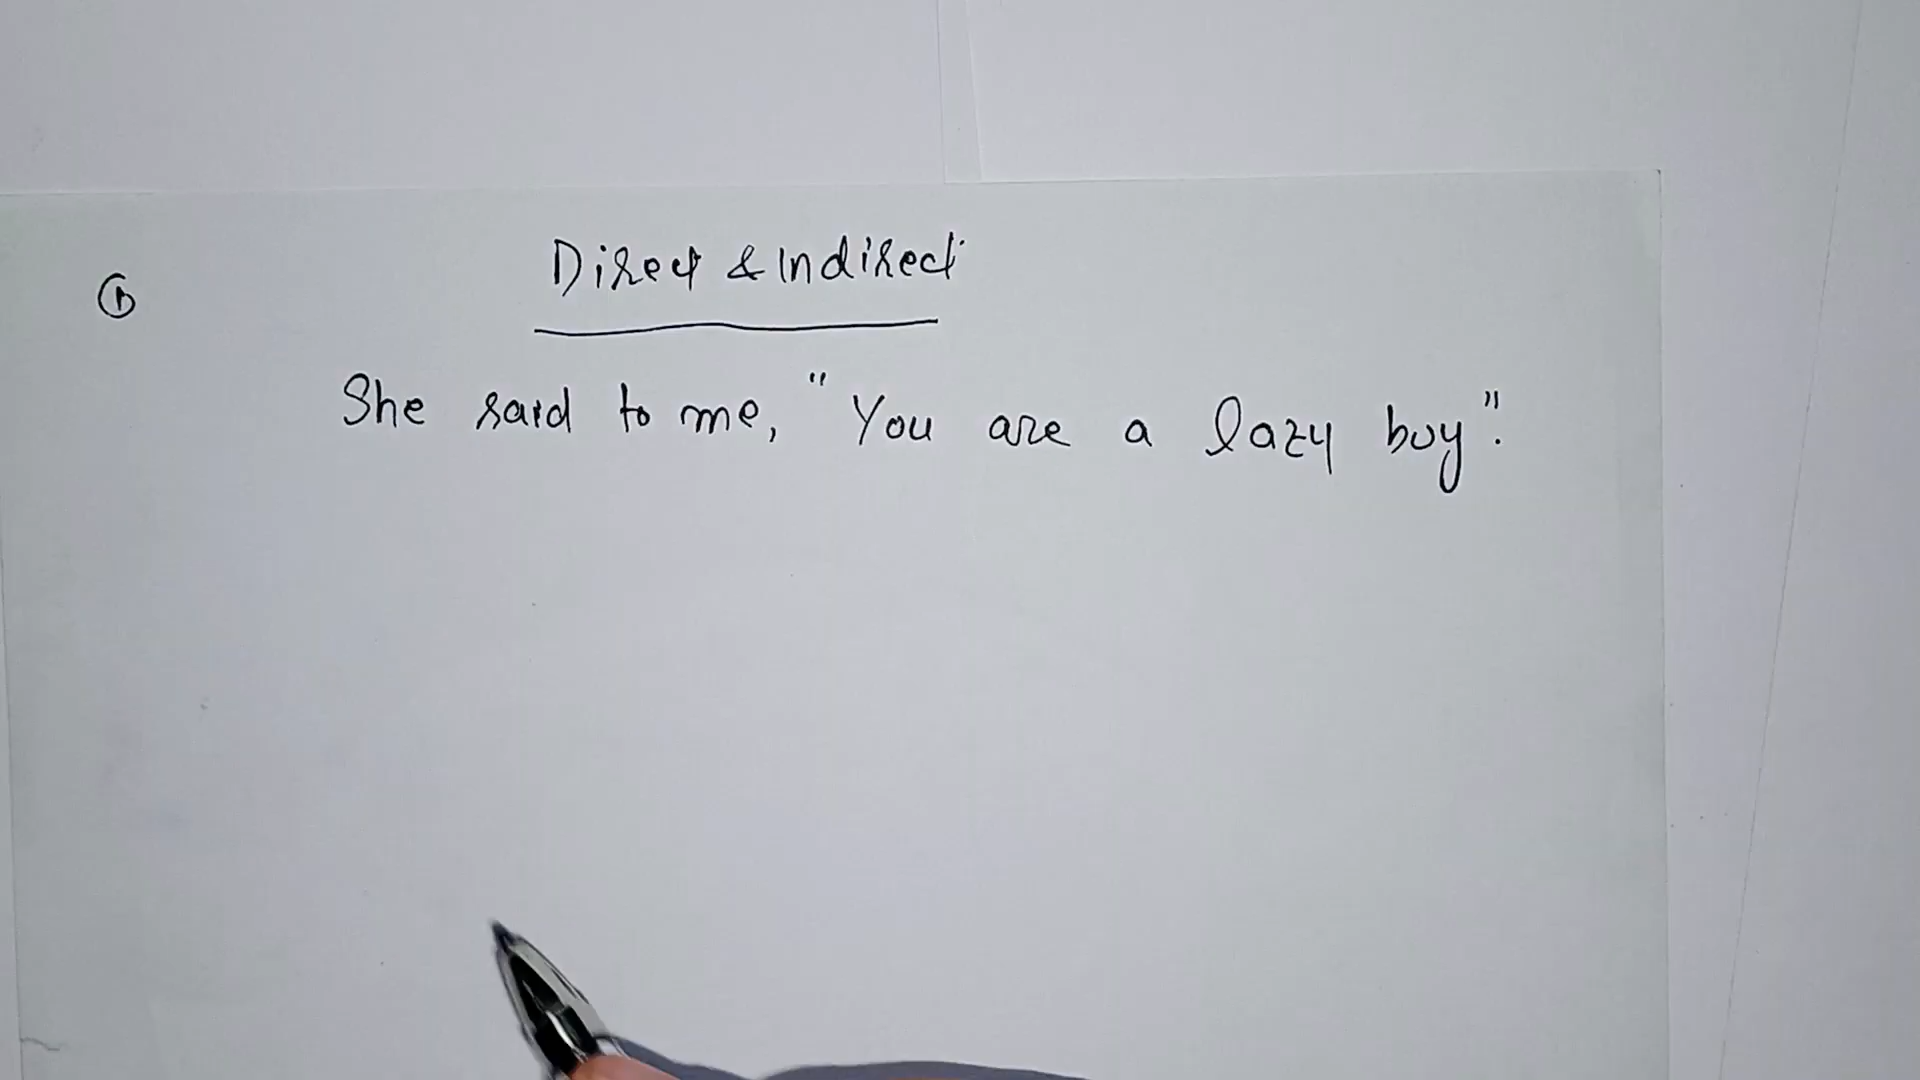 Direct & Indirect
①
She said to me, "You are a lazy boy".